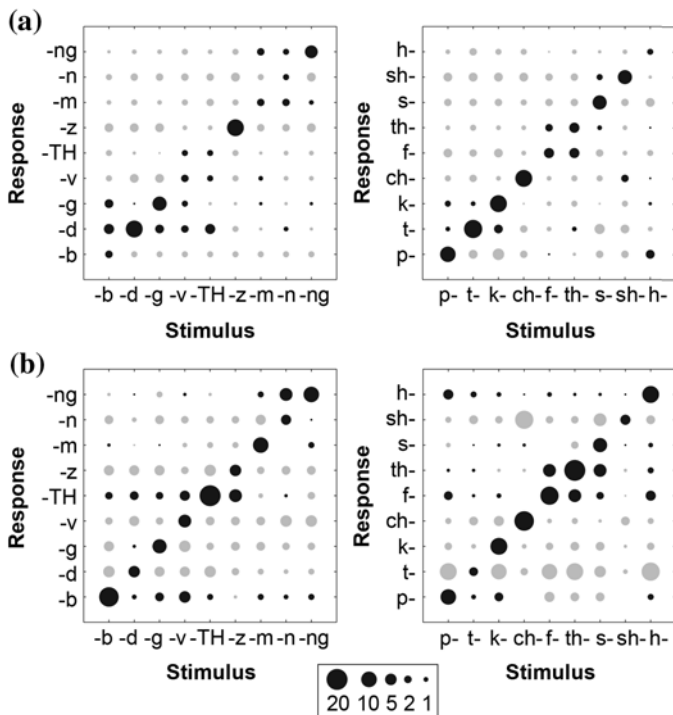 (a)
Response
-ng
-n
-m
-z
-TH
-v
-g
-d
-b
-b -d -g -v -TH -z -m -n -ng
Stimulus
Response
h-
sh-
s-
th-
f-
ch-
k-
t-
p-
p- t- k- ch- f- th- s- sh- h-
Stimulus
(b)
Response
-ng
-n
-m
-z
-TH
-v
-g
-d
-b
-b -d -g -v -TH -z -m -n -ng
Stimulus
Response
h-
sh-
s-
th-
f-
ch-
k-
t-
p-
p- t- k- ch- f- th- s- sh- h-
Stimulus
20 10 5 2 1